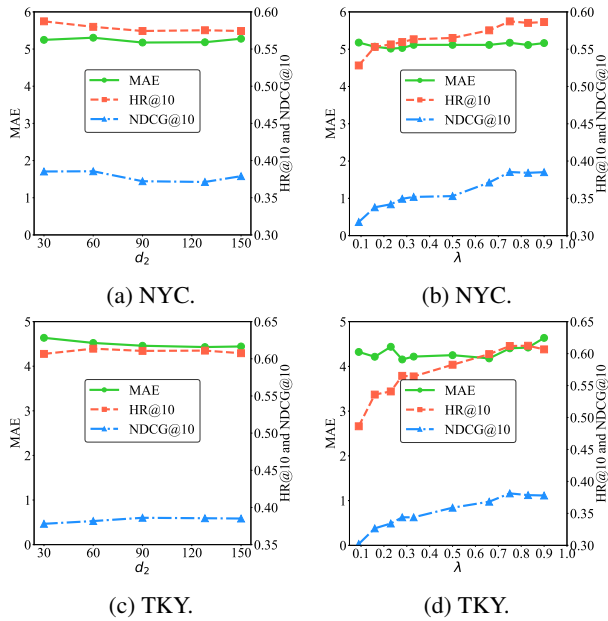 6
5
4
3
2
1
0
MAE
0.60
0.55
0.50
0.45
0.40
0.35
0.30
HR@10 and NDCG@10
MAE
HR@10
NDCG@10
30 60 90 120 150
d2
(a) NYC.
6
5
4
3
2
1
0
MAE
0.60
0.55
0.50
0.45
0.40
0.35
0.30
HR@10 and NDCG@10
MAE
HR@10
NDCG@10
0.1 0.2 0.3 0.4 0.5 0.6 0.7 0.8 0.9 1.0
λ
(b) NYC.
5
4
3
2
1
0
MAE
0.65
0.60
0.55
0.50
0.45
0.40
0.35
HR@10 and NDCG@10
MAE
HR@10
NDCG@10
30 60 90 120 150
d2
(c) TKY.
5
4
3
2
1
0
MAE
0.65
0.60
0.55
0.50
0.45
0.40
0.35
0.30
HR@10 and NDCG@10
MAE
HR@10
NDCG@10
0.1 0.2 0.3 0.4 0.5 0.6 0.7 0.8 0.9 1.0
λ
(d) TKY.